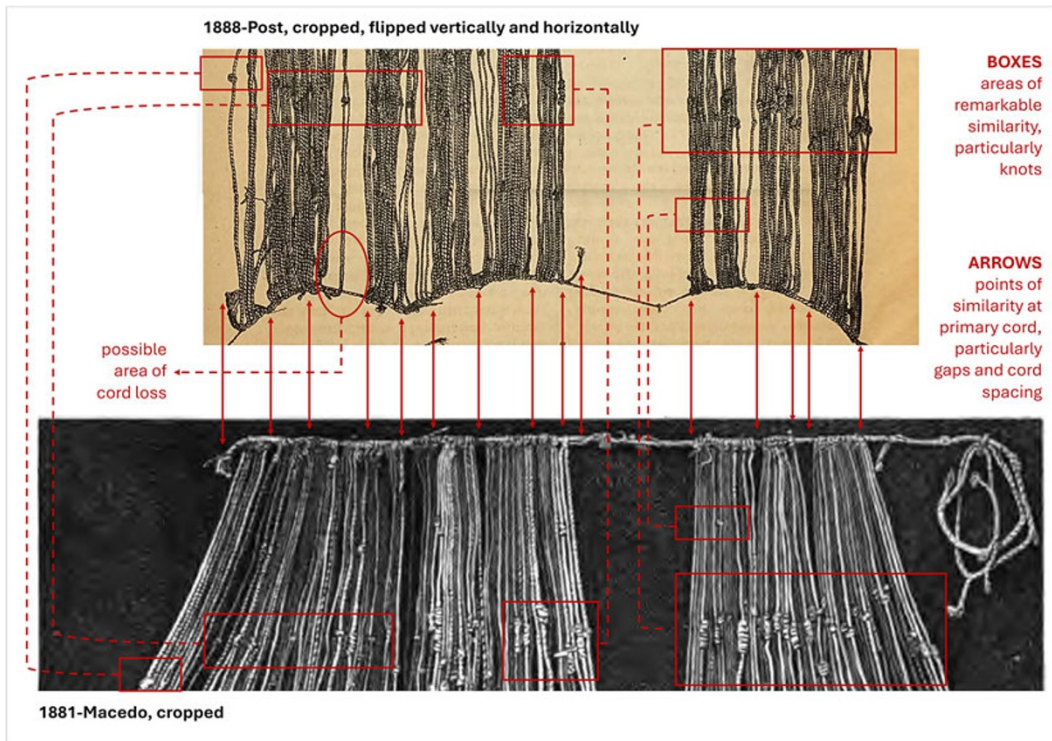 1888-Post, cropped, flipped vertically and horizontally
BOXES
areas of
remarkable
similarity,
particularly
knots
ARROWS
points of
similarity at
primary cord,
particularly
gaps and cord
spacing
possible
area of
cord loss
1881-Macedo, cropped